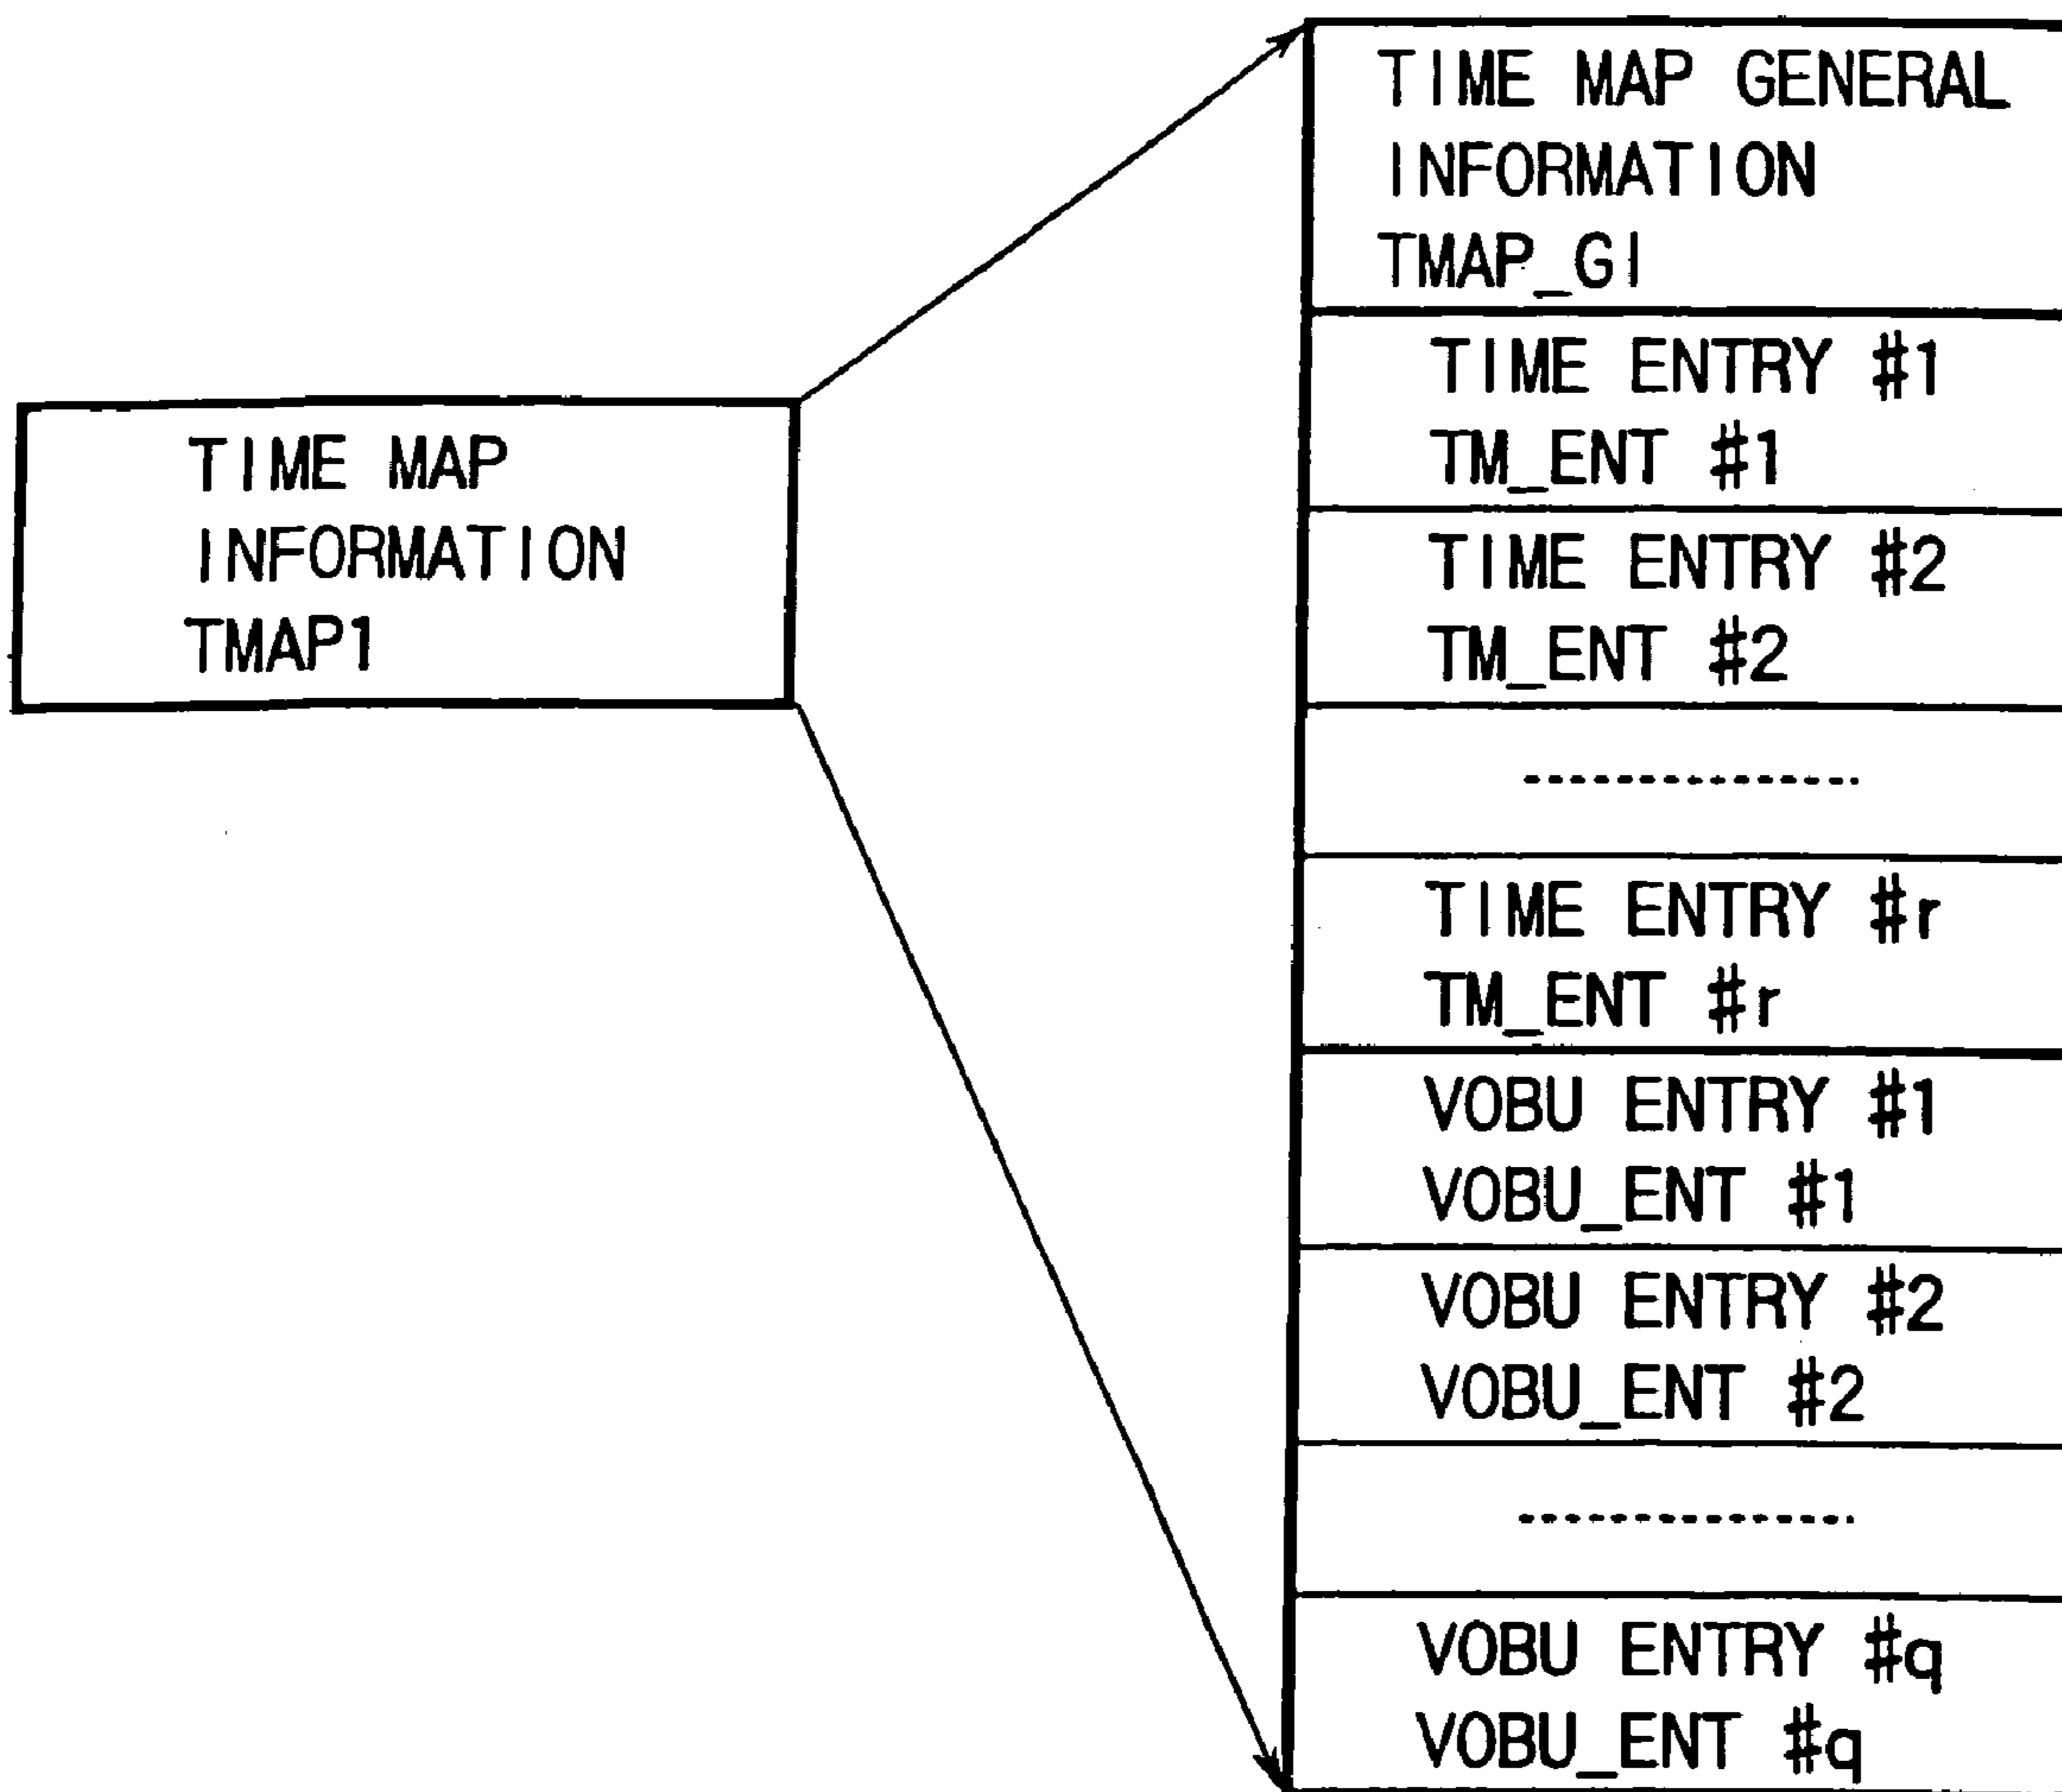 TIME MAP
INFORMATION
TMAP1
TIME MAP GENERAL
INFORMATION
TMAP_GI
TIME ENTRY #1
TM_ENT #1
TIME ENTRY #2
TM_ENT #2
TIME ENTRY #r
TM_ENT #r
VOBU ENTRY #1
VOBU_ENT #1
VOBU ENTRY #2
VOBU_ENT #2
VOBU ENTRY #q
VOBU_ENT #q